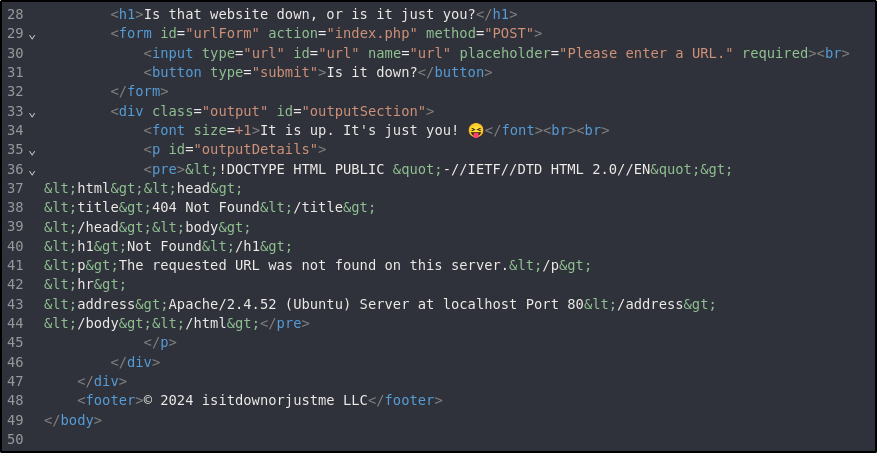 28         <h1>Is that website down, or is it just you?</h1>
29 ⌄         <form id="urlForm" action="index.php" method="POST">
30             <input type="url" id="url" name="url" placeholder="Please enter a URL." required><br>
31             <button type="submit">Is it down?</button>
32         </form>
33 ⌄         <div class="output" id="outputSection">
34             <font size=+1>It is up. It's just you! 😝</font><br><br>
35 ⌄             <p id="outputDetails">
36 ⌄             <pre>&lt;!DOCTYPE HTML PUBLIC &quot;-//IETF//DTD HTML 2.0//EN&quot;&gt;
37 &lt;html&gt;&lt;head&gt;
38 &lt;title&gt;404 Not Found&lt;/title&gt;
39 &lt;/head&gt;&lt;body&gt;
40 &lt;h1&gt;Not Found&lt;/h1&gt;
41 &lt;p&gt;The requested URL was not found on this server.&lt;/p&gt;
42 &lt;hr&gt;
43 &lt;address&gt;Apache/2.4.52 (Ubuntu) Server at localhost Port 80&lt;/address&gt;
44 &lt;/body&gt;&lt;/html&gt;</pre>
45             </p>
46         </div>
47     </div>
48     <footer>© 2024 isitdownorjustme LLC</footer>
49 </body>
50